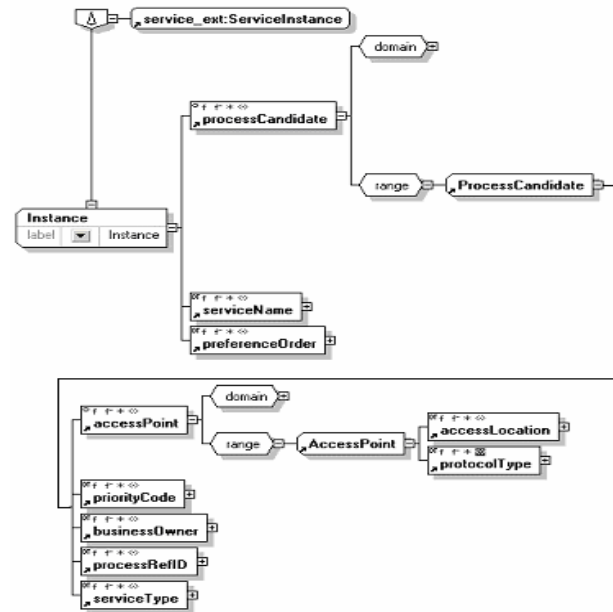 service_ext:ServiceInstance
domain
processCandidate
range
ProcessCandidate
Instance
label Instance
serviceName
preferenceOrder
domain
accessPoint
accessLocation
range
AccessPoint
protocolType
priorityCode
businessOwner
processRefID
serviceType